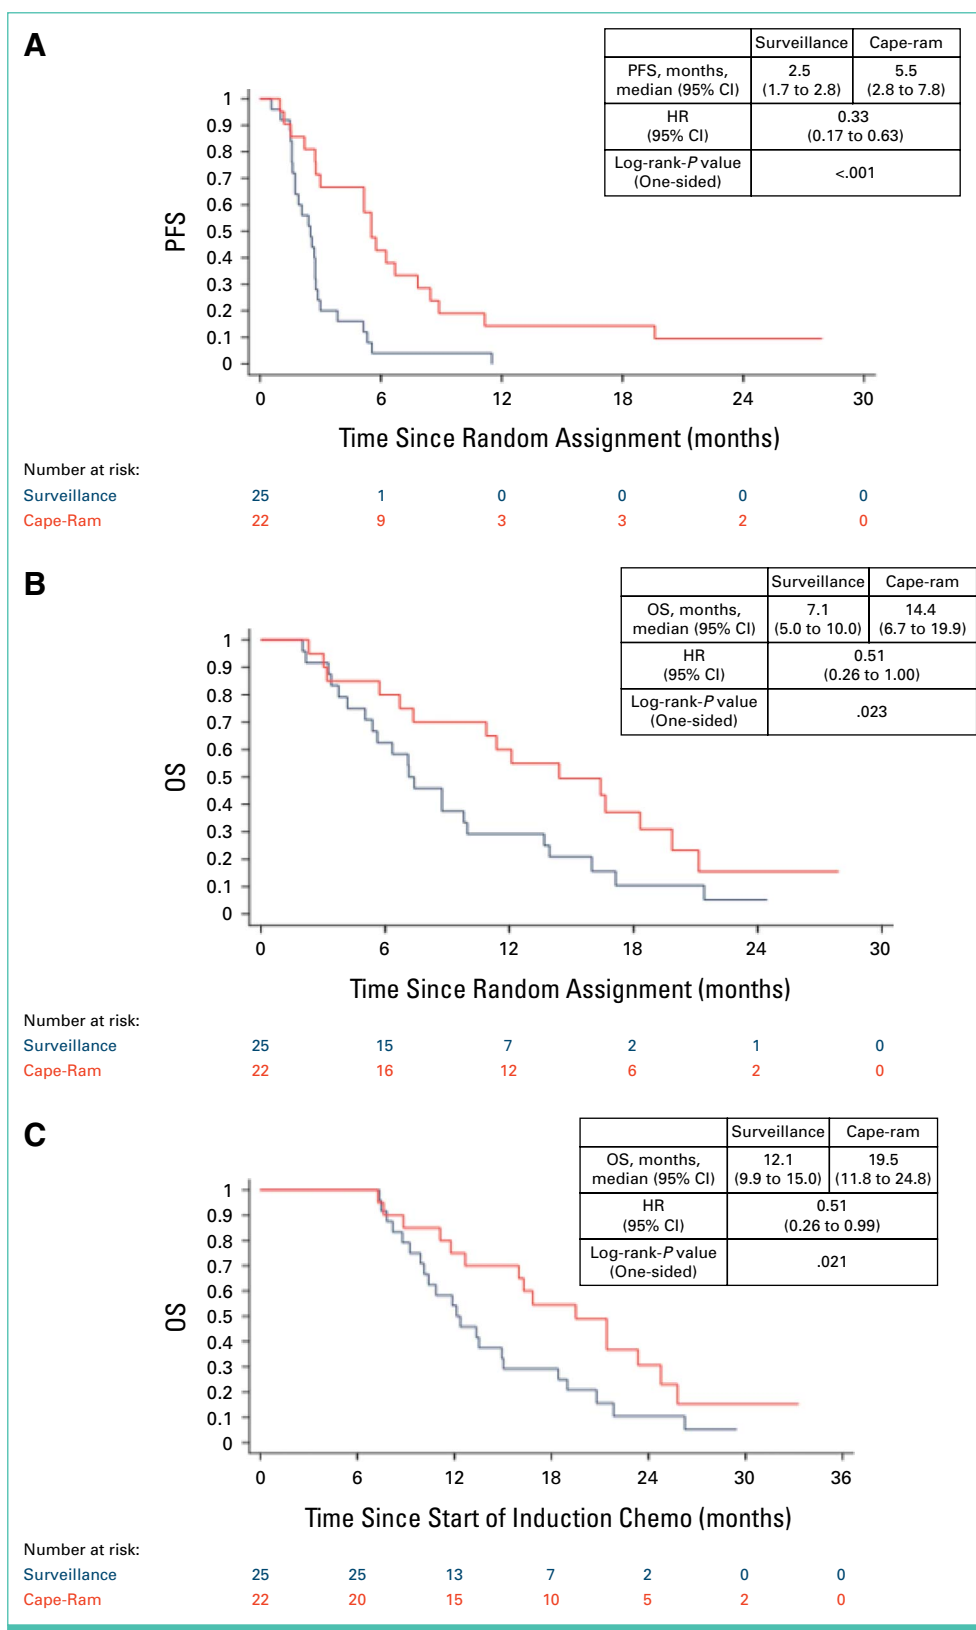 A
Surveillance Cape-ram
PFS, months, median (95% CI) 2.5 (1.7 to 2.8) 5.5 (2.8 to 7.8)
HR (95% CI) 0.33 (0.17 to 0.63)
Log-rank-P value (One-sided) <.001
PFS
1
0.9
0.8
0.7
0.6
0.5
0.4
0.3
0.2
0.1
0
0 6 12 18 24 30
Time Since Random Assignment (months)
Number at risk:
Surveillance 25 1 0 0 0 0
Cape-Ram 22 9 3 3 2 0
B
Surveillance Cape-ram
OS, months, median (95% CI) 7.1 (5.0 to 10.0) 14.4 (6.7 to 19.9)
HR (95% CI) 0.51 (0.26 to 1.00)
Log-rank-P value (One-sided) .023
OS
1
0.9
0.8
0.7
0.6
0.5
0.4
0.3
0.2
0.1
0
0 6 12 18 24 30
Time Since Random Assignment (months)
Number at risk:
Surveillance 25 15 7 2 1 0
Cape-Ram 22 16 12 6 2 0
C
Surveillance Cape-ram
OS, months, median (95% CI) 12.1 (9.9 to 15.0) 19.5 (11.8 to 24.8)
HR (95% CI) 0.51 (0.26 to 0.99)
Log-rank-P value (One-sided) .021
OS
1
0.9
0.8
0.7
0.6
0.5
0.4
0.3
0.2
0.1
0
0 6 12 18 24 30 36
Time Since Start of Induction Chemo (months)
Number at risk:
Surveillance 25 25 13 7 2 0 0
Cape-Ram 22 20 15 10 5 2 0